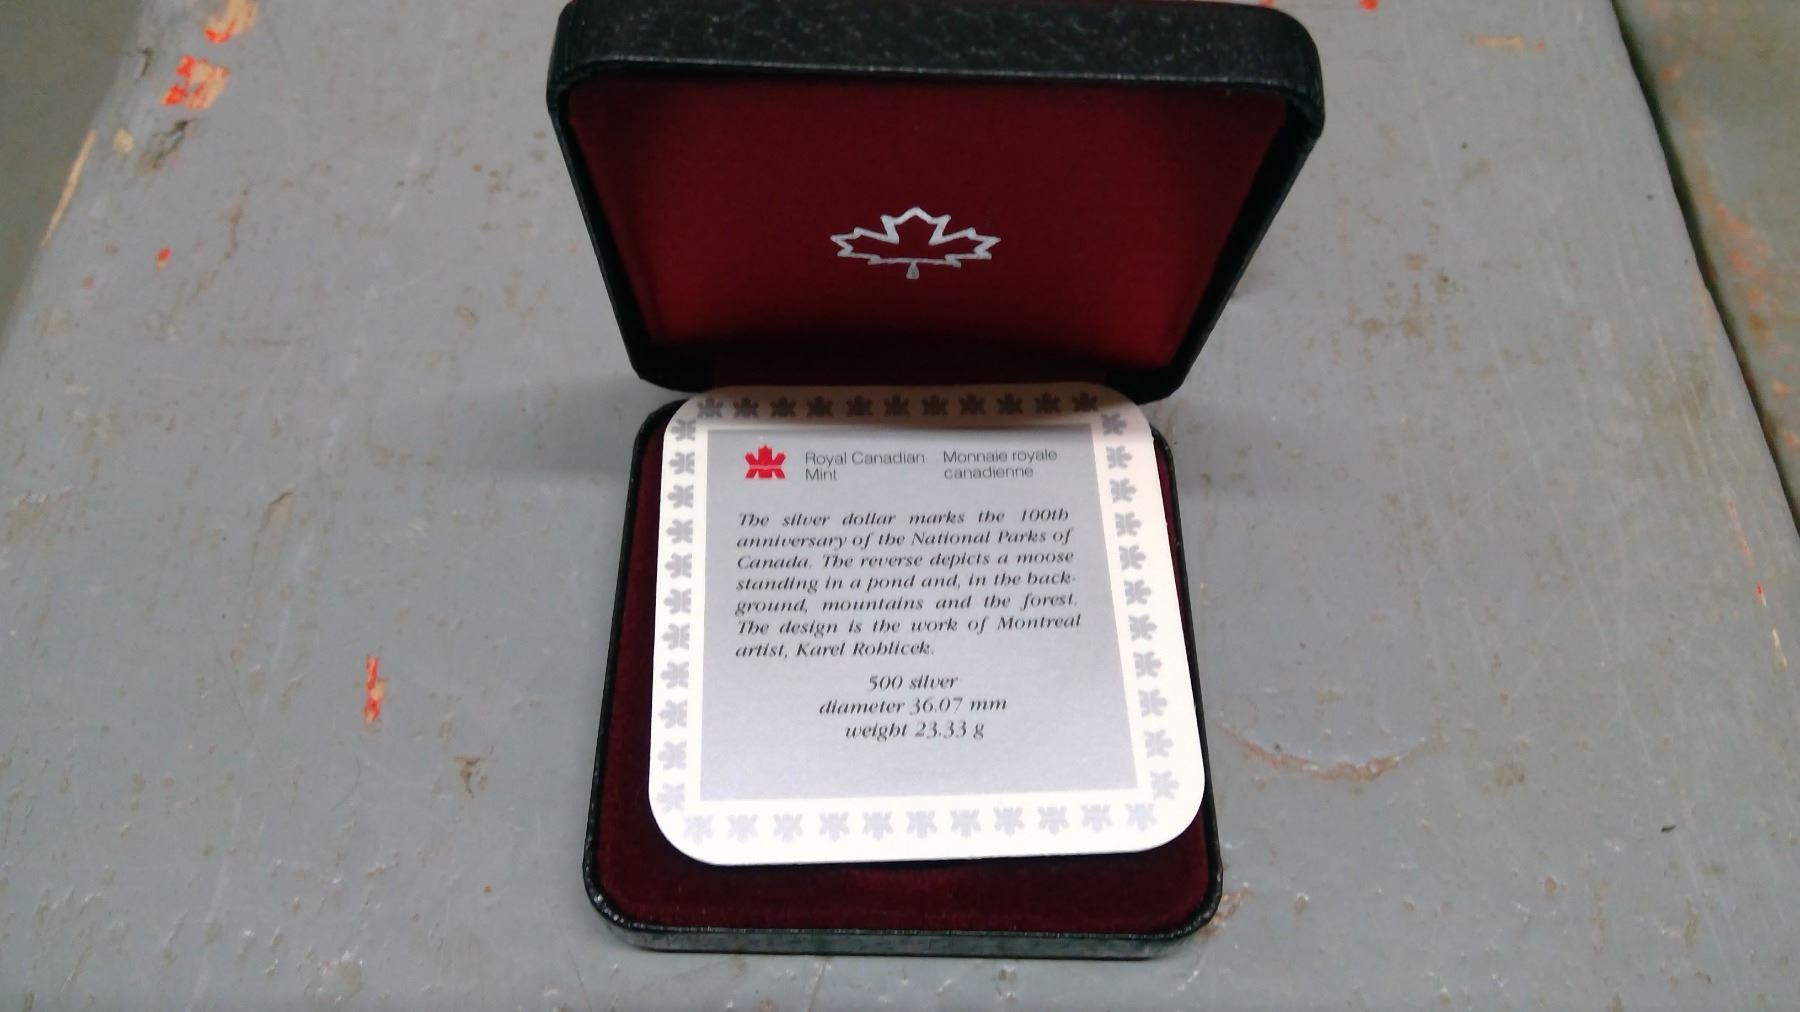 Royal Canadian Mint
Monnaie royale canadienne
The silver dollar marks the 100th
anniversary of the National Parks of
Canada. The reverse depicts a moose
standing in a pond and, in the back-
ground, mountains and the forest.
The design is the work of Montreal
artist, Karel Rohlicek.
500 silver
diameter 36.07 mm
weight 23.33 g